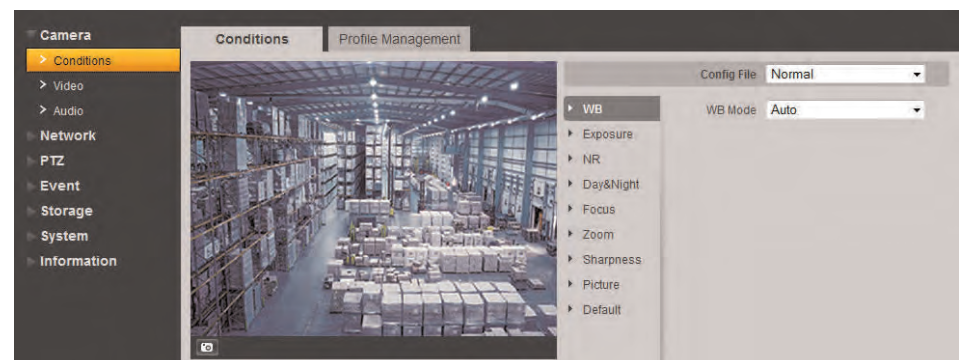 Camera
Conditions
Video
Audio
Network
PTZ
Event
Storage
System
Information
Conditions
Profile Management
Config File Normal
WB
Exposure
NR
Day&Night
Focus
Zoom
Sharpness
Picture
Default
WB Mode Auto